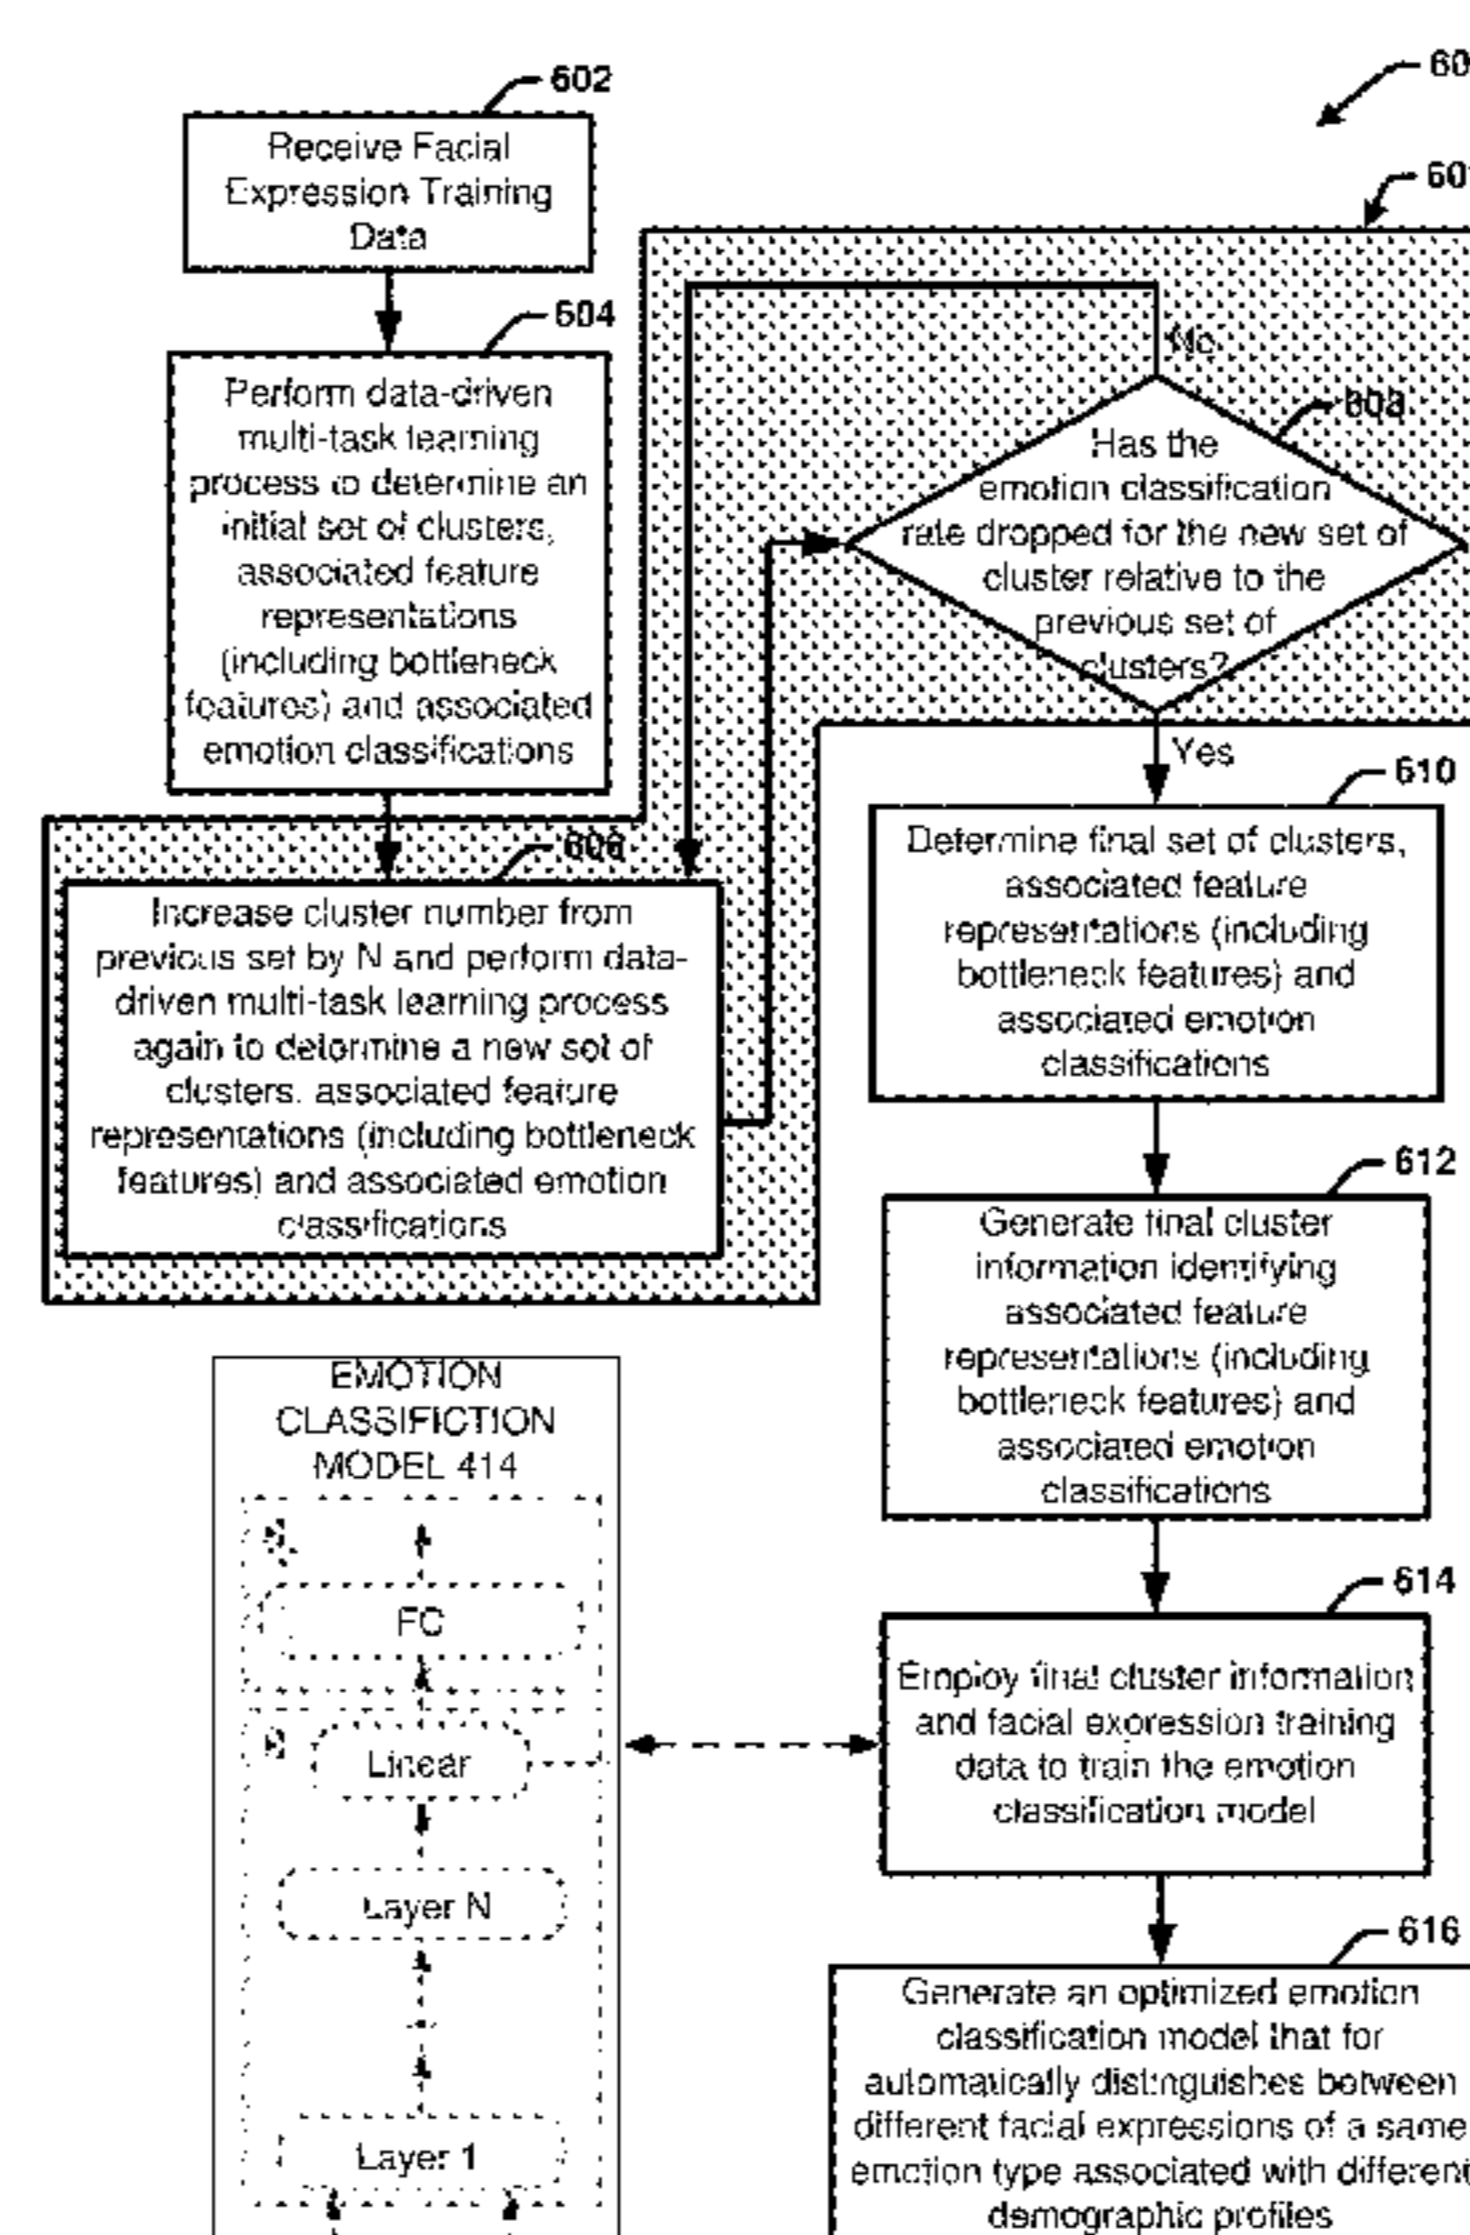 602
Receive Facial
Expression Training
Data
604
Perform data-driven
multi-task learning
process to determine an
initial set of clusters,
associated feature
representations
(including bottleneck
features) and associated
emotion classifications
60
60
No
608
Has the
emotion classification
rate dropped for the new set of
cluster relative to the
previous set of
clusters?
Yes
606
Increase cluster number from
previous set by N and perform data-
driven multi-task learning process
again to determine a new set of
clusters, associated feature
representations (including bottleneck
features) and associated emotion
classifications
610
Determine final set of clusters,
associated feature
representations (including
bottleneck features) and
associated emotion
classifications
612
Generate final cluster
information identifying
associated feature
representations (including
bottleneck features) and
associated emotion
classifications
614
Employ final cluster information
and facial expression training
data to train the emotion
classification model
616
Generate an optimized emotion
classification model that for
automatically distinguishes between
different facial expressions of a same
emotion type associated with different
demographic profiles
EMOTION
CLASSIFICTION
MODEL 414
FC
Linear
Layer N
Layer 1